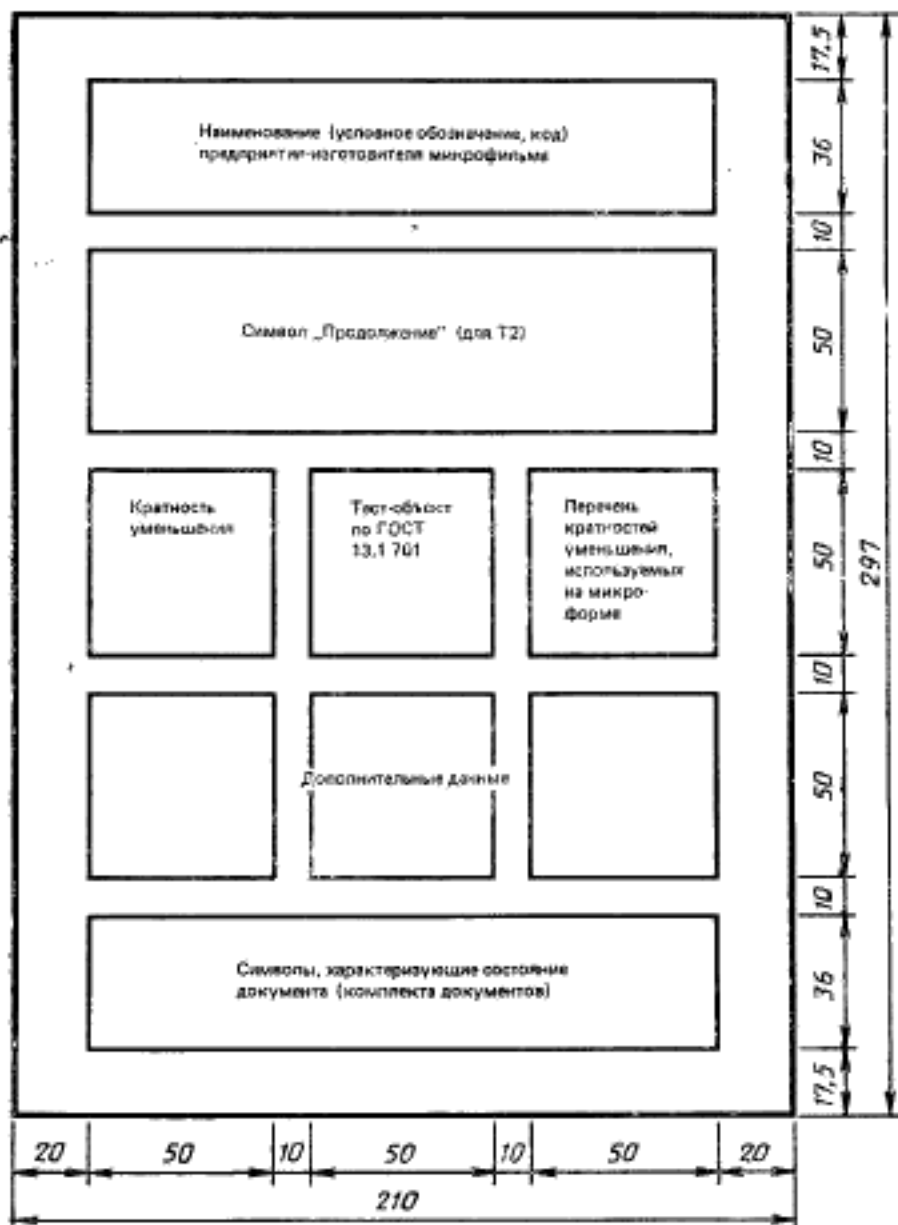 17,5
Наименование (условное обозначение, код)
предприятия-изготовителя микрофильма
36
10
Символ „Продолжение" (для Т2)
50
10
Кратность
уменьшения
Тест-объект
по ГОСТ
13.1 701
Перечень
кратностей
уменьшения,
используемых
на микро-
форме
50
297
10
Дополнительные данные
50
10
Символы, характеризующие состояние
документа (комплекта документов)
36
17,5
20 50 10 50 10 50 20
210